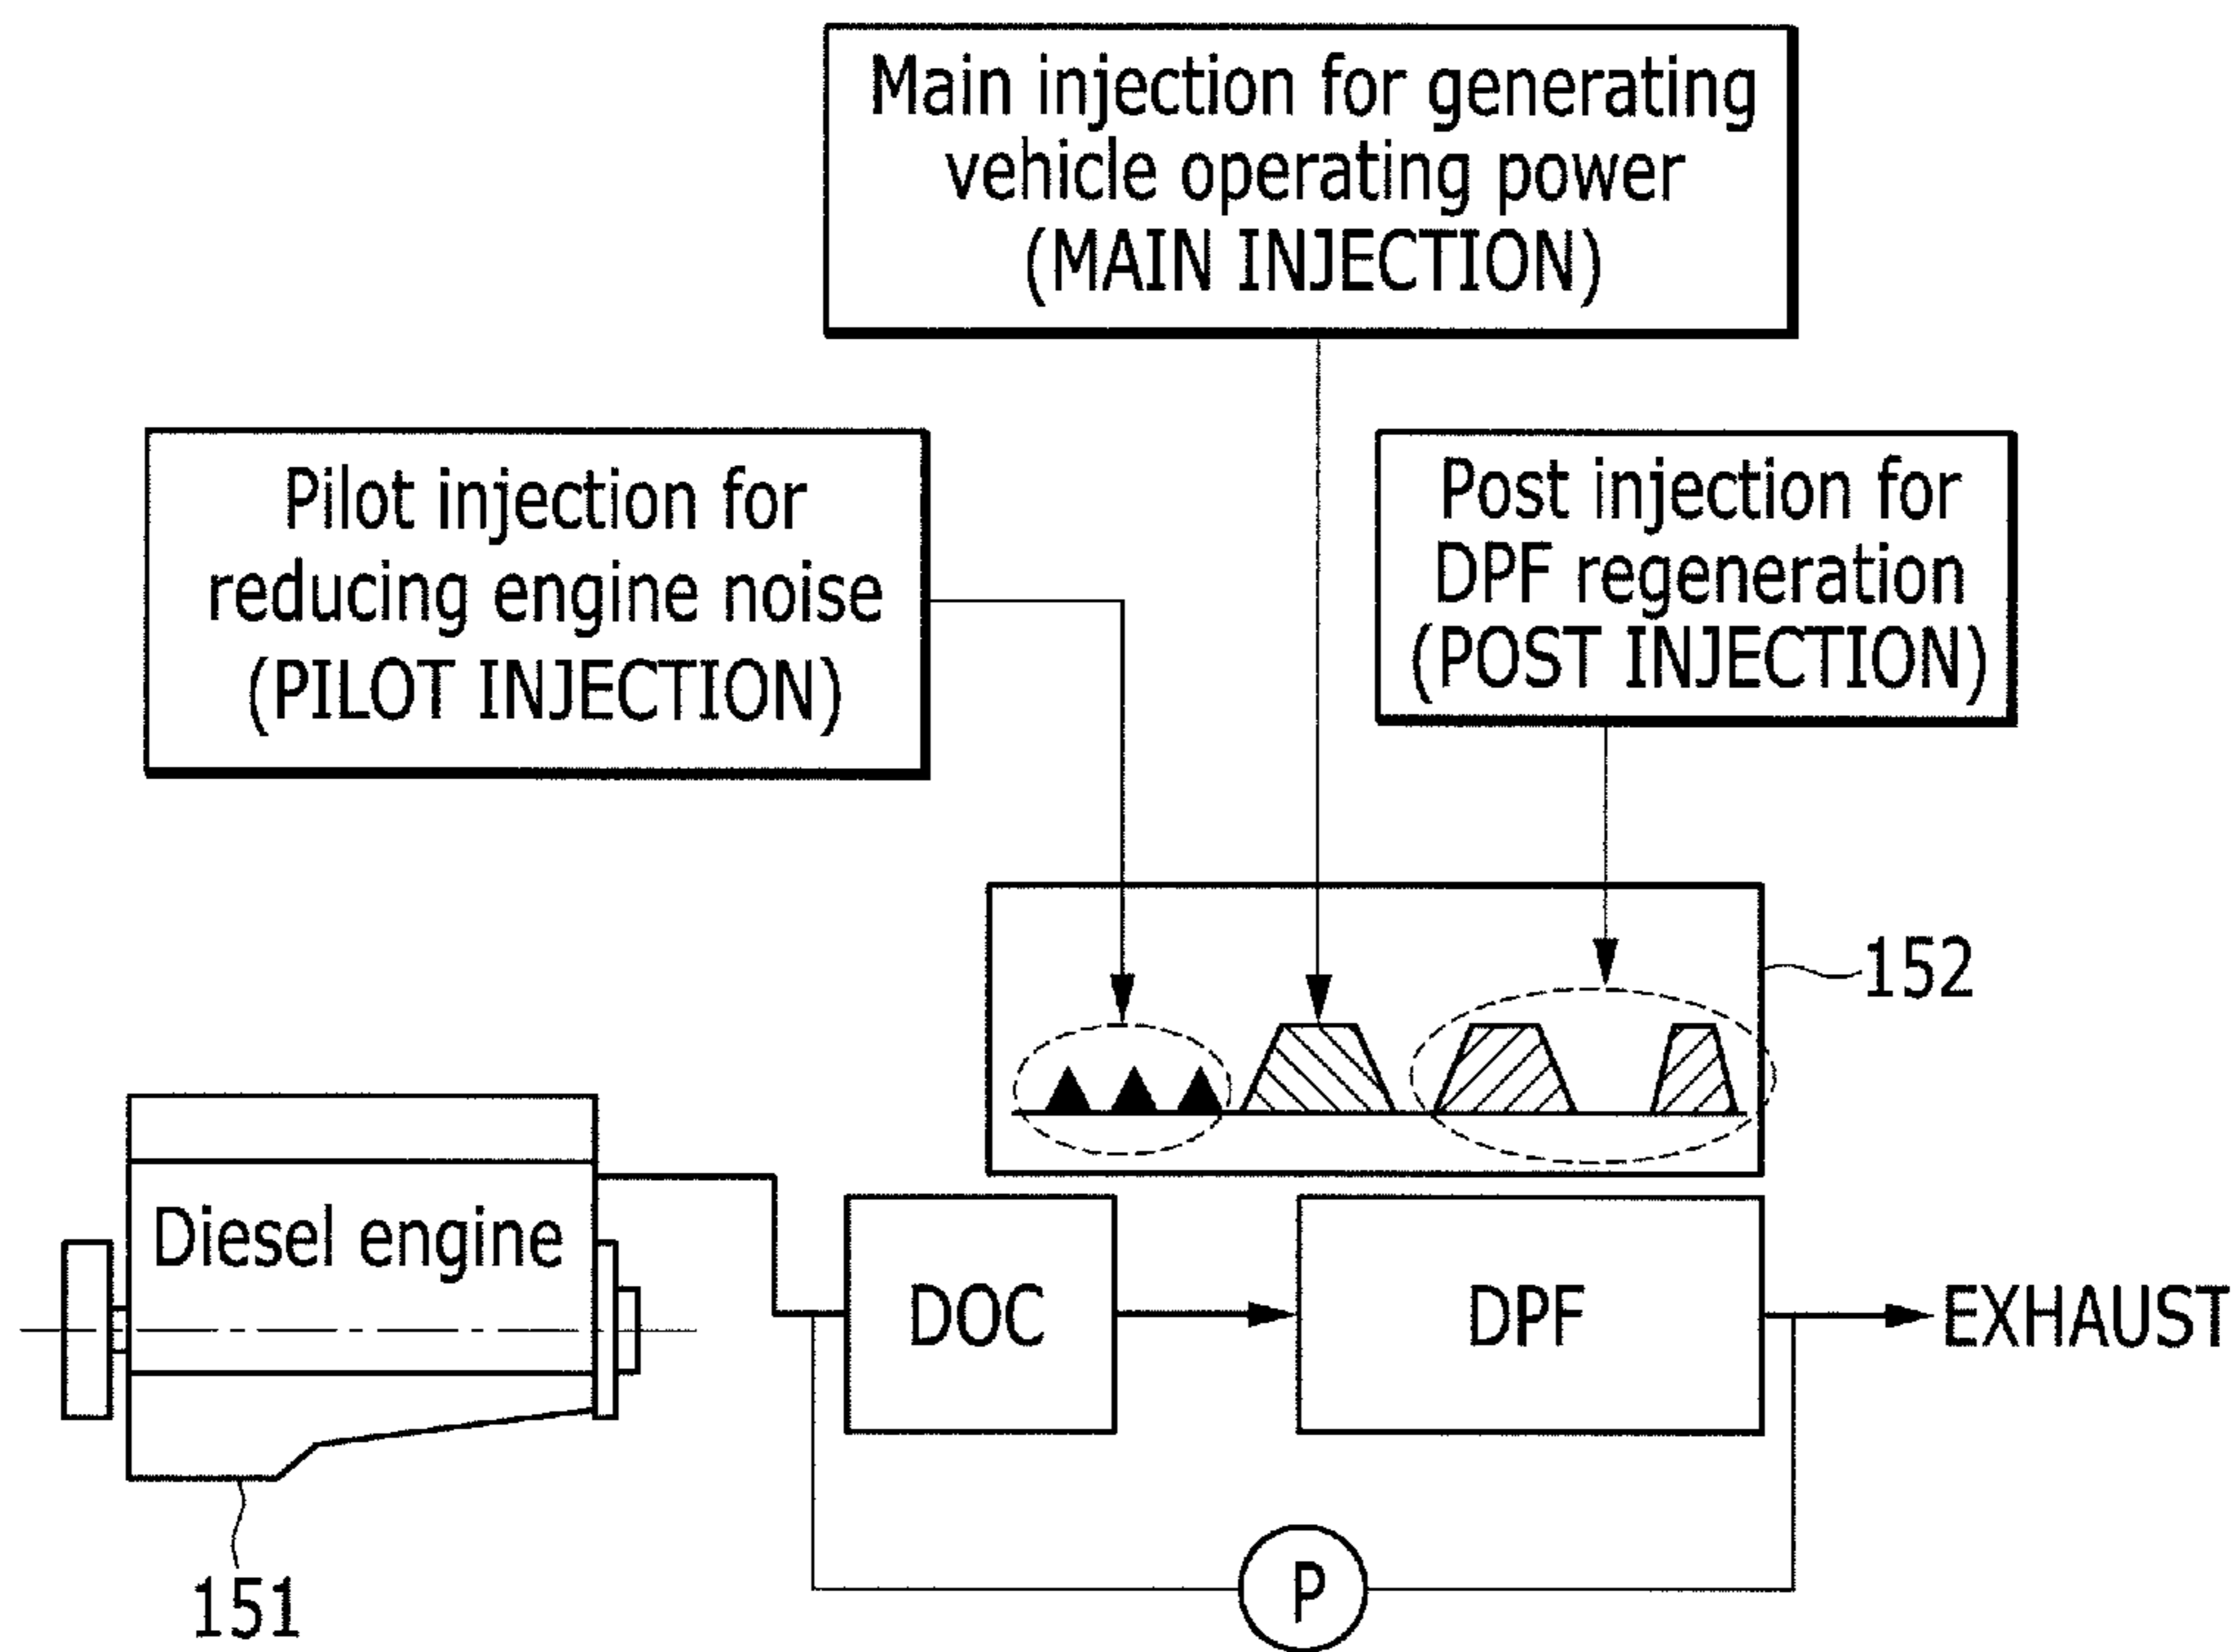 Main injection for generating
vehicle operating power
(MAIN INJECTION)
Pilot injection for
reducing engine noise
(PILOT INJECTION)
Post injection for
DPF regeneration
(POST INJECTION)
152
Diesel engine
DOC
DPF
EXHAUST
P
151